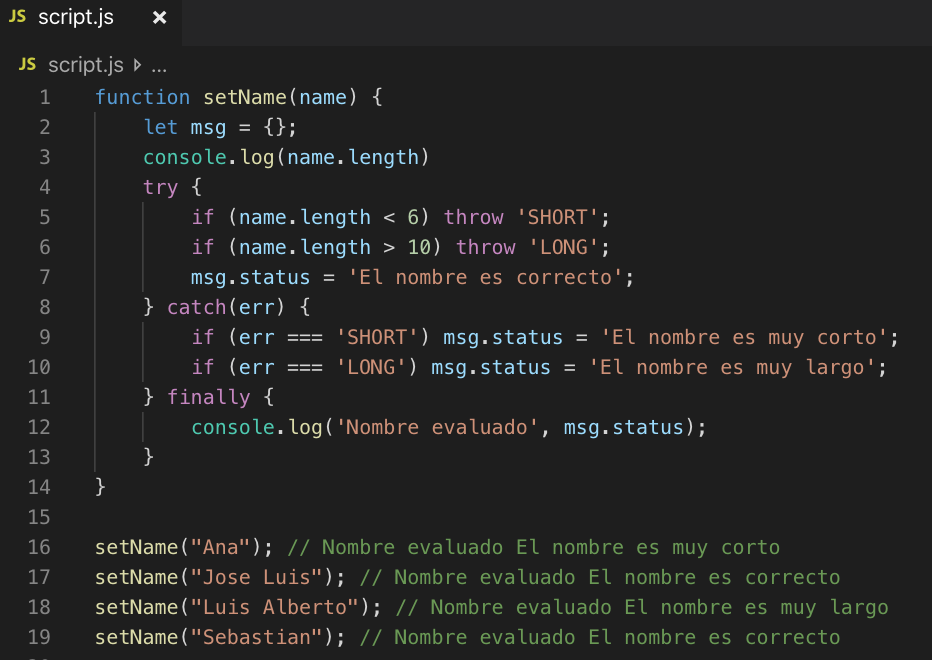 JS script.js ×
JS script.js ▷ ...
1 function setName(name) {
2     let msg = {};
3     console.log(name.length)
4     try {
5         if (name.length < 6) throw 'SHORT';
6         if (name.length > 10) throw 'LONG';
7         msg.status = 'El nombre es correcto';
8     } catch(err) {
9         if (err === 'SHORT') msg.status = 'El nombre es muy corto';
10         if (err === 'LONG') msg.status = 'El nombre es muy largo';
11     } finally {
12         console.log('Nombre evaluado', msg.status);
13     }
14 }
15
16 setName("Ana"); // Nombre evaluado El nombre es muy corto
17 setName("Jose Luis"); // Nombre evaluado El nombre es correcto
18 setName("Luis Alberto"); // Nombre evaluado El nombre es muy largo
19 setName("Sebastian"); // Nombre evaluado El nombre es correcto